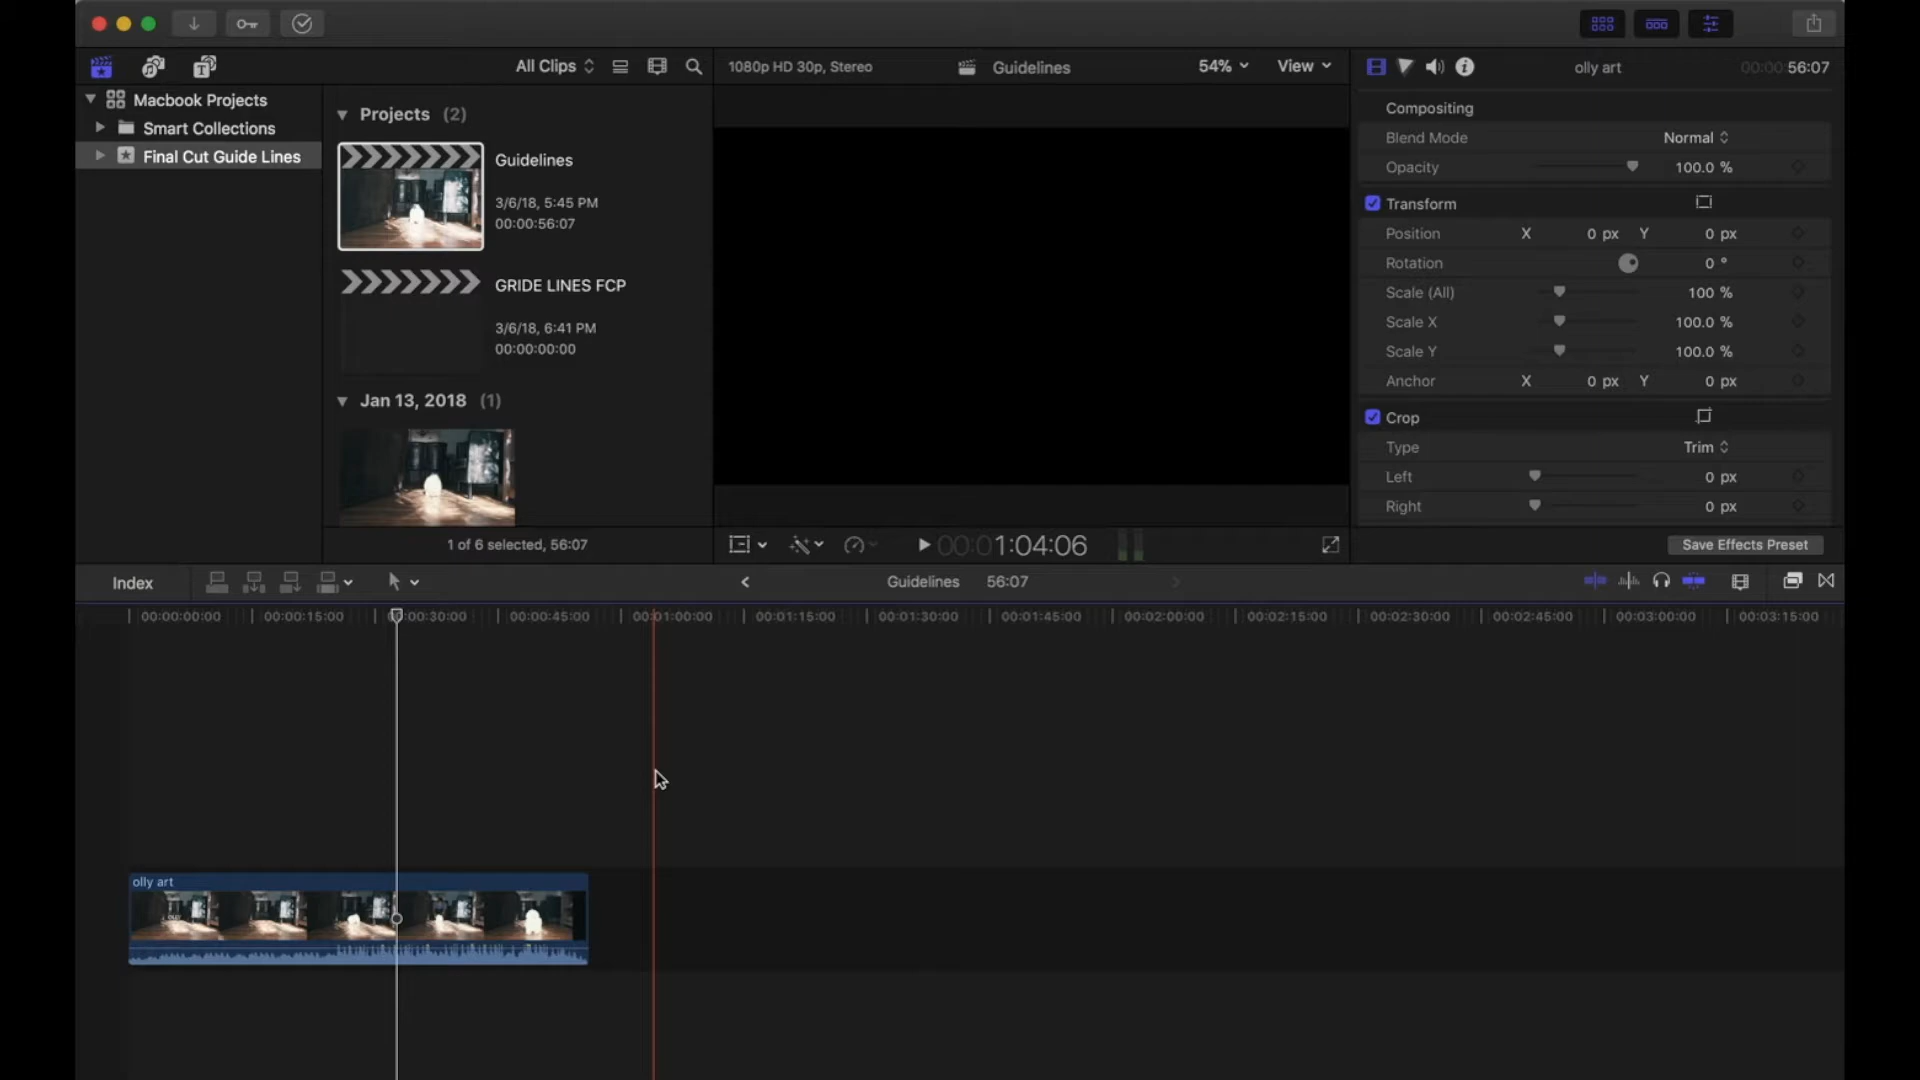 All Clips
1080p HD 30p, Stereo
Guidelines
54%
View
olly art
00:00:56:07
Macbook Projects
Smart Collections
Final Cut Guide Lines
Projects (2)
Guidelines
3/6/18, 5:45 PM
00:00:56:07
GRIDE LINES FCP
3/6/18, 6:41 PM
00:00:00:00
Jan 13, 2018 (1)
1 of 6 selected, 56:07
00:01:04:06
Compositing
Blend Mode Normal
Opacity 100.0 %
Transform
Position X 0 px Y 0 px
Rotation 0 °
Scale (All) 100 %
Scale X 100.0 %
Scale Y 100.0 %
Anchor X 0 px Y 0 px
Crop
Type Trim
Left 0 px
Right 0 px
Save Effects Preset
Index
Guidelines 56:07
00:00:00:00 00:00:15:00 00:00:30:00 00:00:45:00 00:01:00:00 00:01:15:00 00:01:30:00 00:01:45:00 00:02:00:00 00:02:15:00 00:02:30:00 00:02:45:00 00:03:00:00 00:03:15:00
olly art